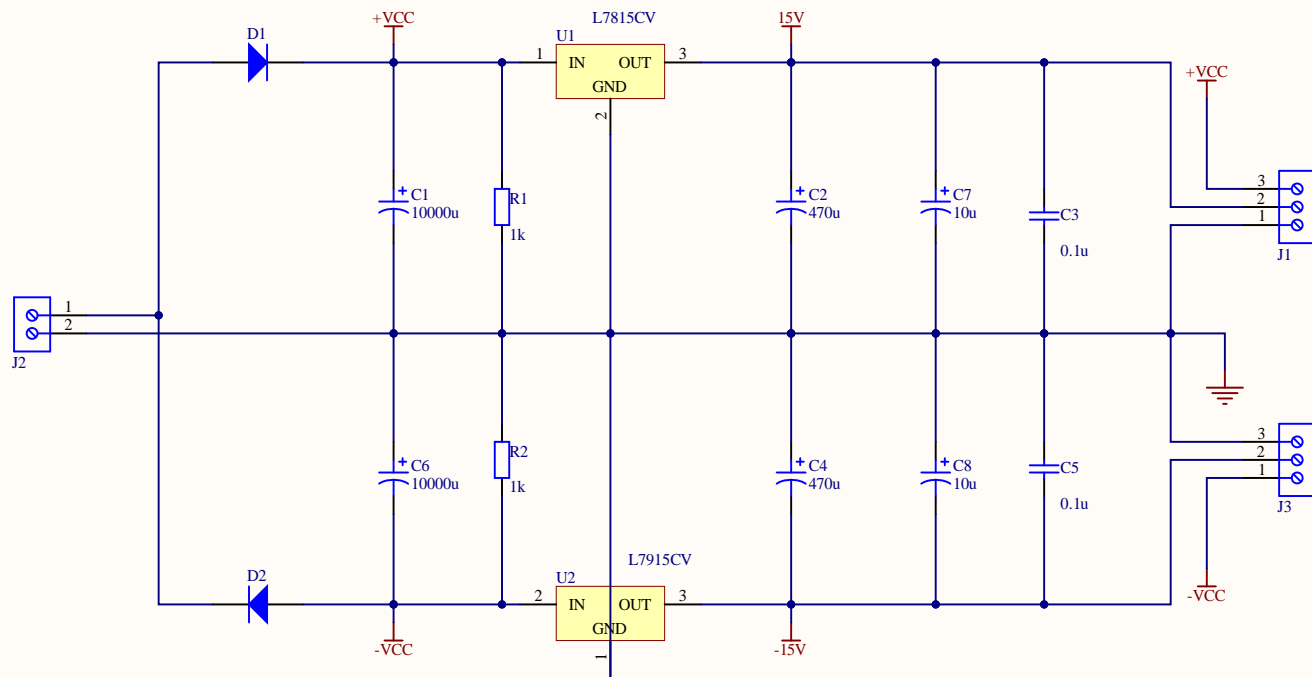 +VCC
L7815CV
15V
D1
U1
1
IN
OUT
3
GND
2
+VCC
C1
10000u
R1
1k
C2
470u
C7
10u
C3
0.1u
3
2
1
J1
1
2
J2
C6
10000u
R2
1k
C4
470u
C8
10u
C5
0.1u
3
2
1
J3
L7915CV
D2
U2
2
IN
OUT
3
GND
1
-VCC
-15V
-VCC